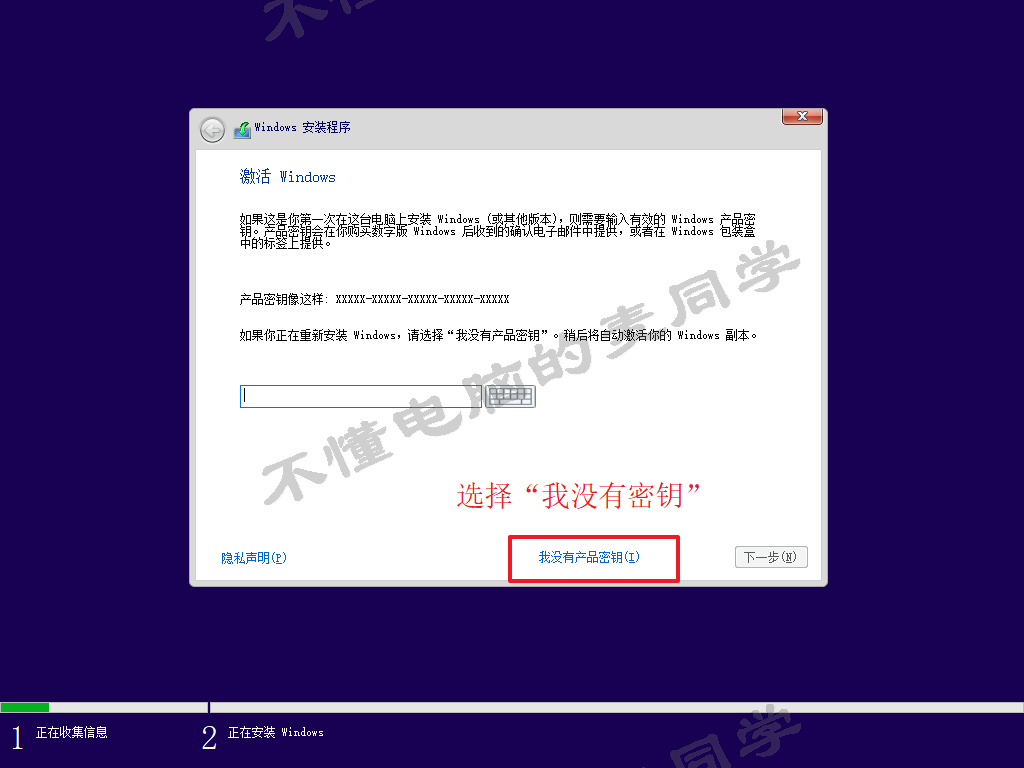 不懂
Windows 安装程序
激活 Windows
如果这是你第一次在这台电脑上安装 Windows (或其他版本)，则需要输入有效的 Windows 产品密
钥。产品密钥会在你购买数字版 Windows 后收到的确认电子邮件中提供，或者在 Windows 包装盒
中的标签上提供。
产品密钥像这样: XXXXX-XXXXX-XXXXX-XXXXX-XXXXX
如果你正在重新安装 Windows，请选择“我没有产品密钥”。稍后将自动激活你的 Windows 副本。
不懂电脑的麦同学
选择“我没有密钥”
隐私声明(P)
我没有产品密钥(I)
下一步(N)
1 正在收集信息
2 正在安装 Windows
同学